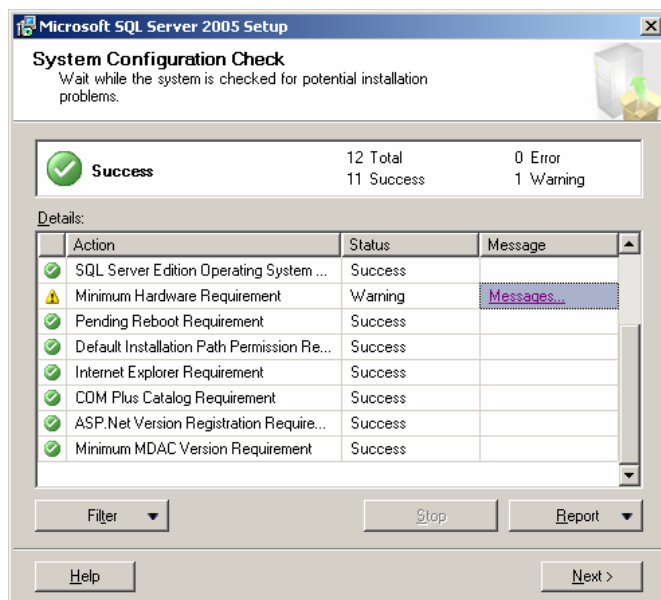 Microsoft SQL Server 2005 Setup
System Configuration Check
Wait while the system is checked for potential installation
problems.
Success
12 Total
0 Error
11 Success
1 Warning
Details:
Action Status Message
SQL Server Edition Operating System ... Success
Minimum Hardware Requirement Warning Messages...
Pending Reboot Requirement Success
Default Installation Path Permission Re... Success
Internet Explorer Requirement Success
COM Plus Catalog Requirement Success
ASP.Net Version Registration Require... Success
Minimum MDAC Version Requirement Success
Filter Stop Report
Help Next >